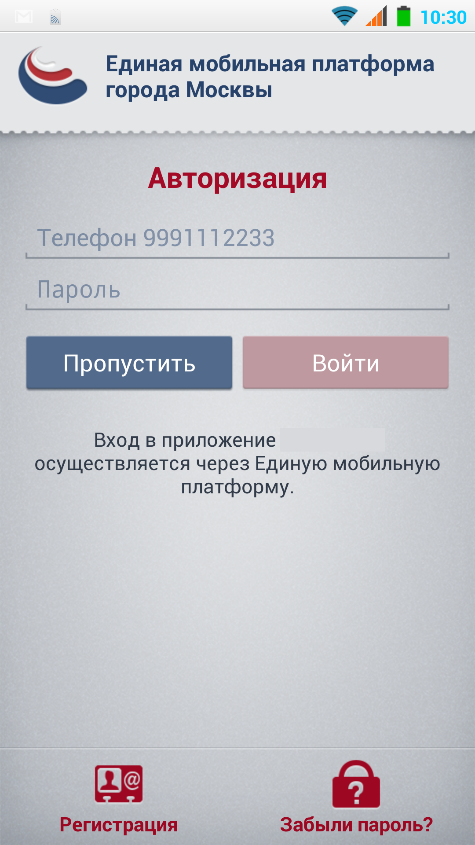 10:30
Единая мобильная платформа
города Москвы
Авторизация
Телефон 9991112233
Пароль
Пропустить
Войти
Вход в приложение
осуществляется через Единую мобильную
платформу.
@
?
Регистрация
Забыли пароль?